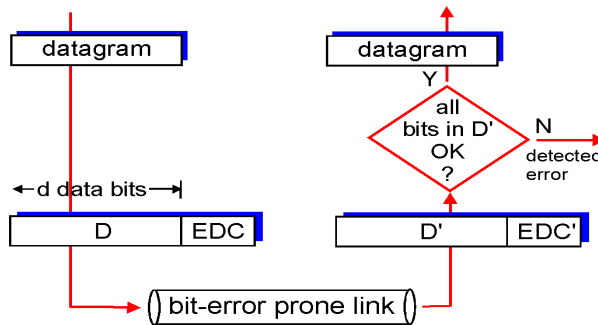 datagram
datagram
Y
all
bits in D'
OK
?
N
detected
error
d data bits
D
EDC
D'
EDC'
bit-error prone link